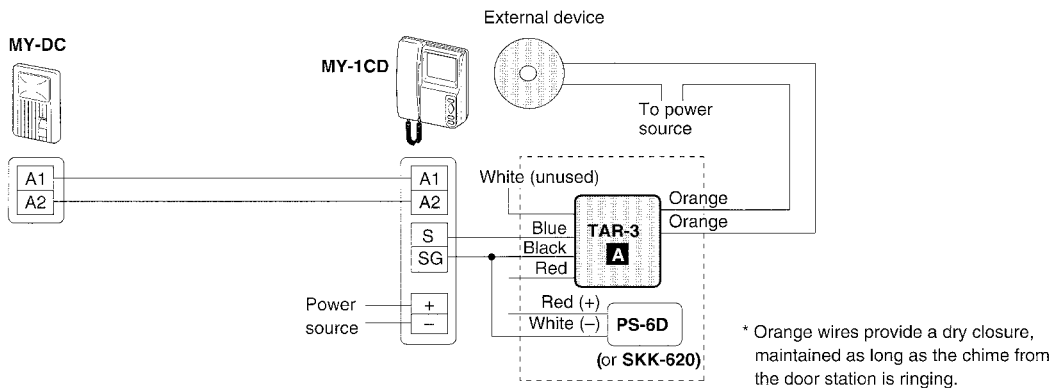 External device
MY-DC
MY-1CD
To power
source
A1
A2
A1
A2
S
SG
+
–
Power
source
White (unused)
Blue
Black
Red
TAR-3
A
Orange
Orange
Red (+)
White (–)
PS-6D
(or SKK-620)
* Orange wires provide a dry closure,
maintained as long as the chime from
the door station is ringing.